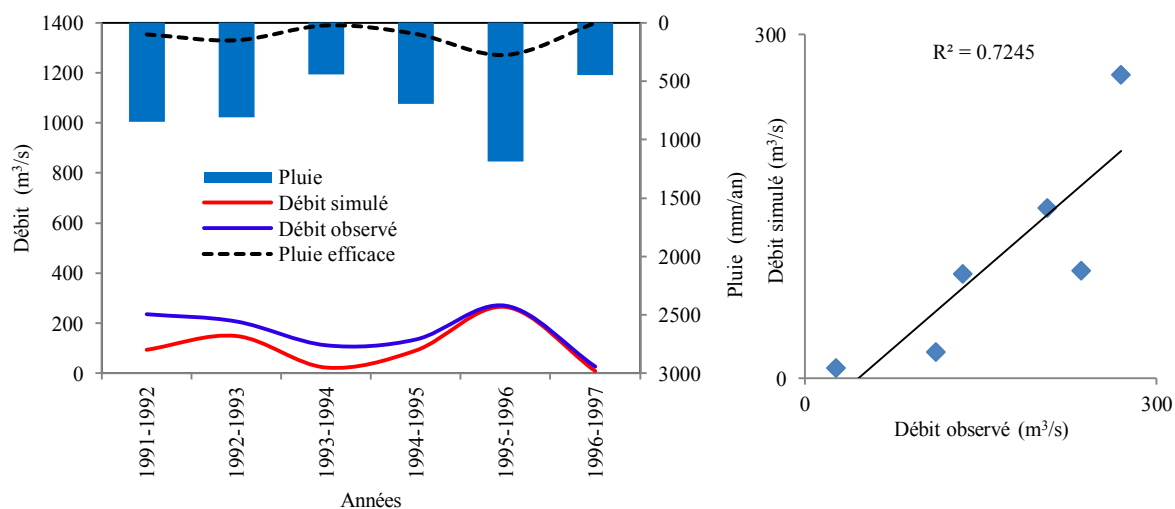 1400
1200
1000
800
600
400
200
0
Débit (m³/s)
Pluie
Débit simulé
Débit observé
Pluie efficace
0
500
1000
1500
2000
2500
3000
Pluie (mm/an)
1991-1992
1992-1993
1993-1994
1994-1995
1995-1996
1996-1997
Années
300
0
Débit simulé (m³/s)
R² = 0.7245
0
300
Débit observé (m³/s)